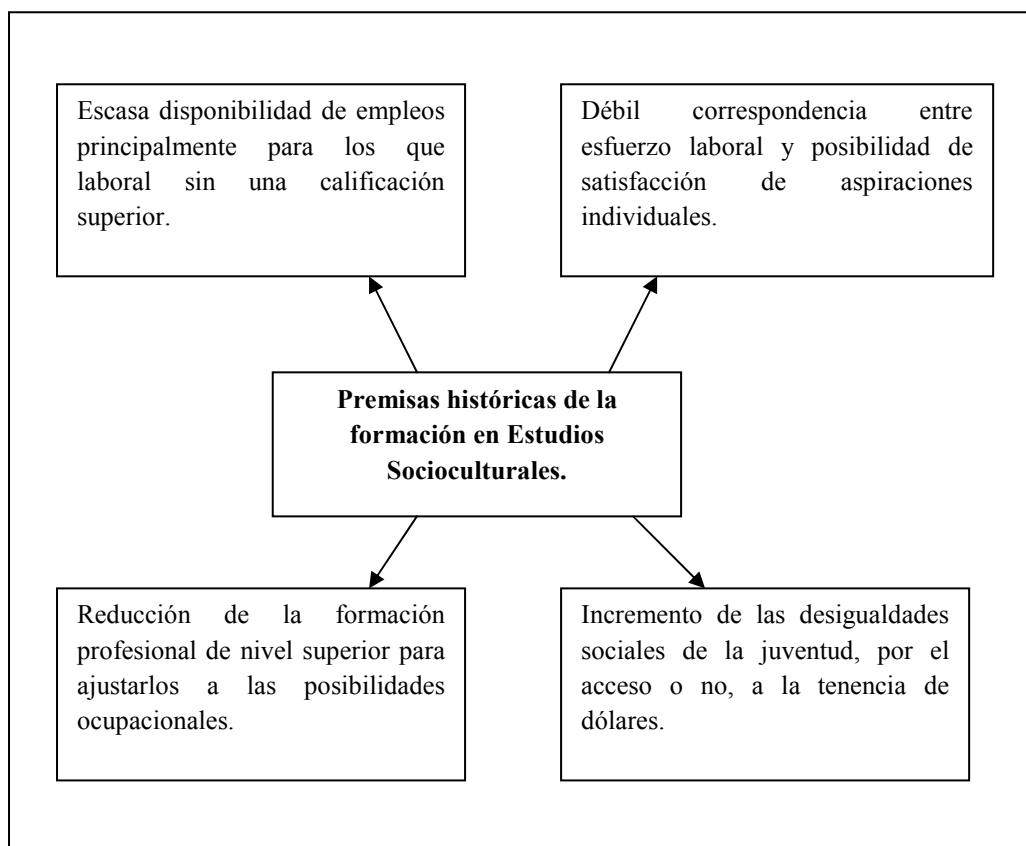 Escasa disponibilidad de empleos
principalmente para los que
laboral sin una calificación
superior.
Débil correspondencia entre
esfuerzo laboral y posibilidad de
satisfacción de aspiraciones
individuales.
Premisas históricas de la
formación en Estudios
Socioculturales.
Reducción de la formación
profesional de nivel superior para
ajustarlos a las posibilidades
ocupacionales.
Incremento de las desigualdades
sociales de la juventud, por el
acceso o no, a la tenencia de
dólares.